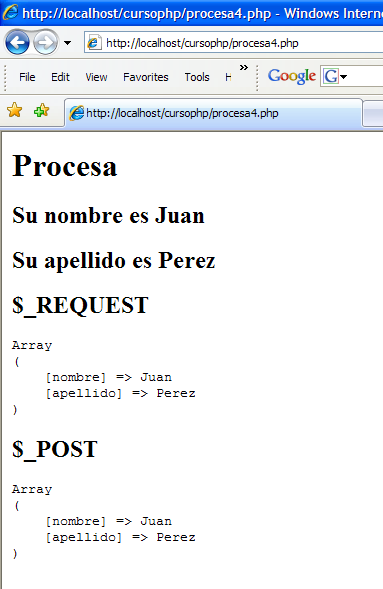 http://localhost/cursophp/procesa4.php - Windows Interne
http://localhost/cursophp/procesa4.php
File Edit View Favorites Tools H » Google G
http://localhost/cursophp/procesa4.php
Procesa
Su nombre es Juan
Su apellido es Perez
$_REQUEST
Array
(
[nombre] => Juan
[apellido] => Perez
)
$_POST
Array
(
[nombre] => Juan
[apellido] => Perez
)